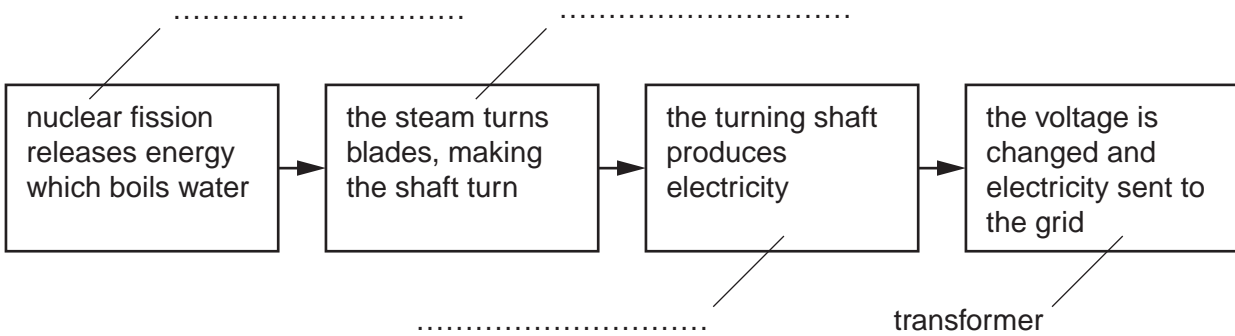 ............................. .............................
nuclear fission
releases energy
which boils water
the steam turns
blades, making
the shaft turn
the turning shaft
produces
electricity
the voltage is
changed and
electricity sent to
the grid
............................. transformer